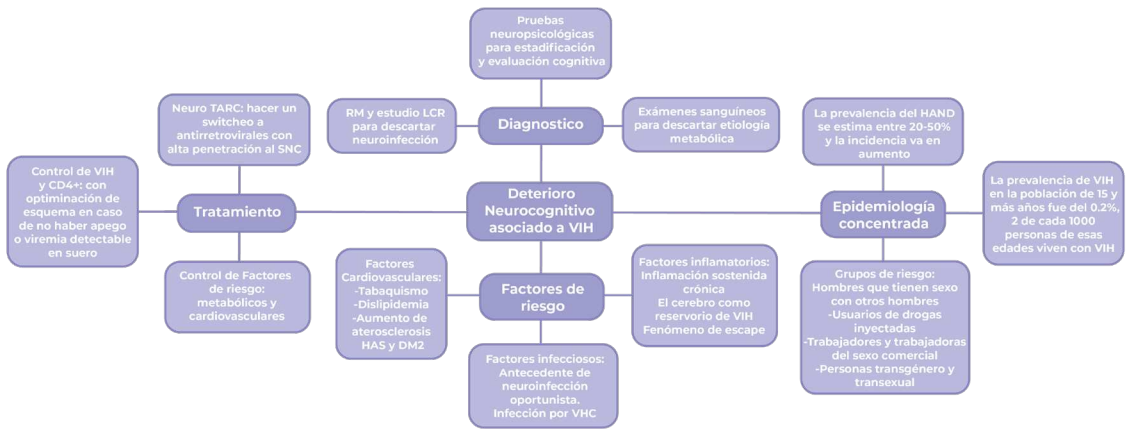 Pruebas
neuropsicológicas
para estadificación
y evaluación cognitiva
RM y estudio LCR
para descartar
neuroinfección
Diagnostico
Exámenes sanguíneos
para descartar etiología
metabólica
Neuro TARC: hacer un
switcheo a
antirretrovirales con
alta penetración al SNC
Control de VIH
y CD4+: con
optiminación de
esquema en caso
de no haber apego
o viremia detectable
en suero
Tratamiento
Control de Factores
de riesgo:
metabólicos y
cardiovasculares
Deterioro
Neurocognitivo
asociado a VIH
La prevalencia del HAND
se estima entre 20-50%
y la incidencia va en
aumento
Epidemiología
concentrada
La prevalencia de VIH
en la población de 15 y
más años fue del 0.2%,
2 de cada 1000
personas de esas
edades viven con VIH
Grupos de riesgo:
Hombres que tienen sexo
con otros hombres
-Usuarios de drogas
inyectadas
-Trabajadores y trabajadoras
del sexo comercial
-Personas transgénero y
transexual
Factores
Cardiovasculares:
-Tabaquismo
-Dislipidemia
-Aumento de
aterosclerosis
HAS y DM2
Factores de
riesgo
Factores inflamatorios:
Inflamación sostenida
crónica
El cerebro como
reservorio de VIH
Fenómeno de escape
Factores infecciosos:
Antecedente de
neuroinfección
oportunista.
Infección por VHC